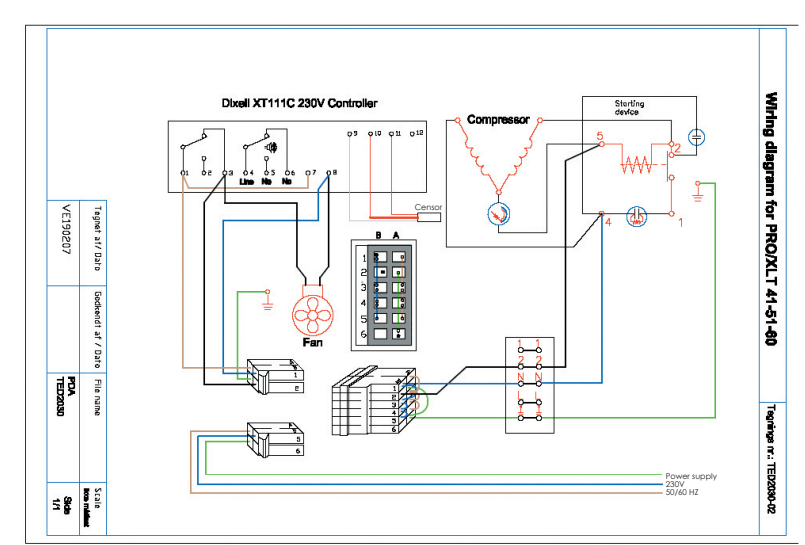 Dixell XT111C 230V Controller
9 10 11 12
1 2 3 4 5 6 7 8
Line No No
Censor
Compressor
Starting
device
5
2
4
1
B A
1
2
3
4
5
6
Fan
1
2
5
6
1
2
3
4
5
6
1 1
2 2
N N
L L
Power supply
230V
50/60 HZ
Wiring diagram for PRO/XLT 41-51-60
Tegnings nr.: TED2030-02
Tegnet af/ Dato
VE190207
Godkendt af / Dato
File name
PDA
TED2030
Scale
Side
1/1